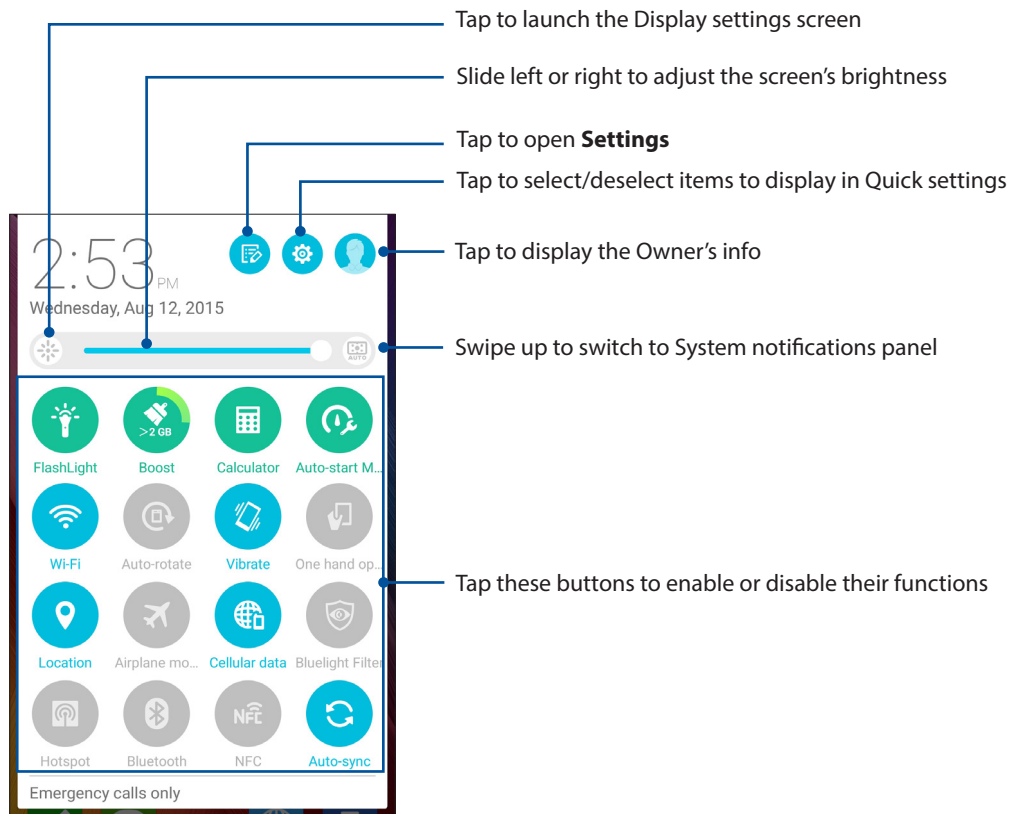 Tap to launch the Display settings screen
Slide left or right to adjust the screen's brightness
Tap to open Settings
Tap to select/deselect items to display in Quick settings
Tap to display the Owner's info
Swipe up to switch to System notifications panel
Tap these buttons to enable or disable their functions
2:53 PM
Wednesday, Aug 12, 2015
AUTO
>2 GB
FlashLight Boost Calculator Auto-start M...
Wi-Fi Auto-rotate Vibrate One hand op...
Location Airplane mo... Cellular data Bluelight Filter
NFC
Hotspot Bluetooth NFC Auto-sync
Emergency calls only